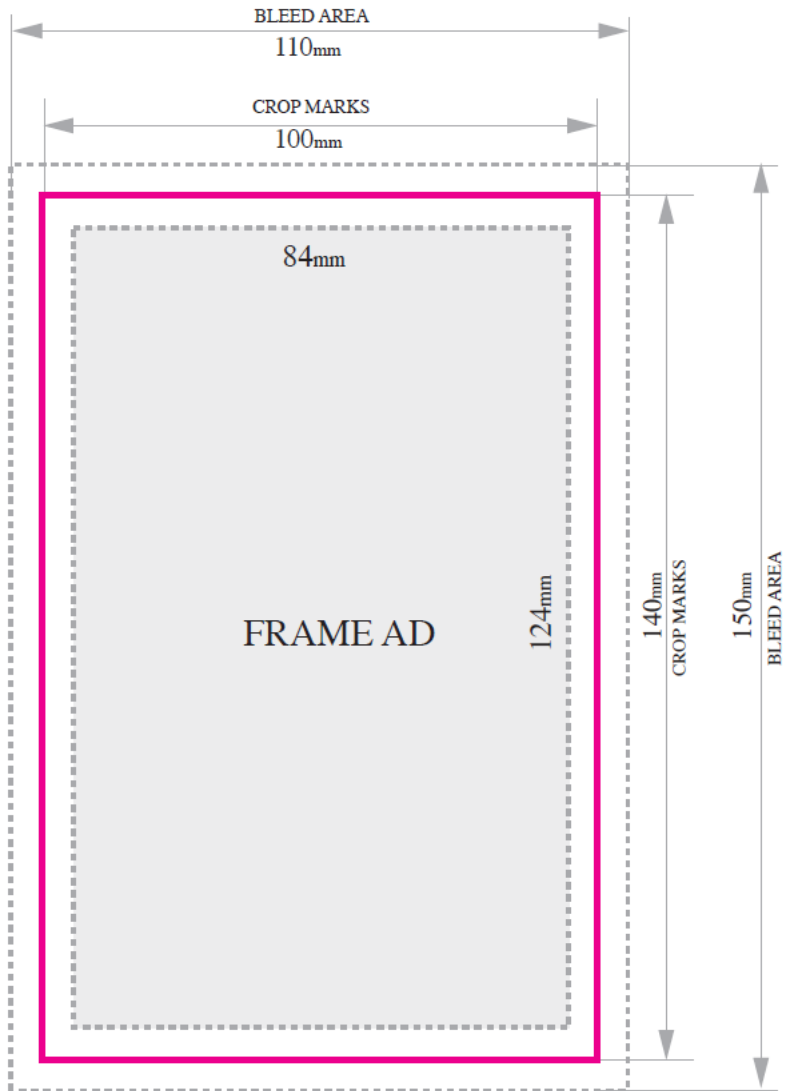 BLEED AREA
110mm
CROP MARKS
100mm
84mm
FRAME AD
124mm
140mm
CROP MARKS
150mm
BLEED AREA